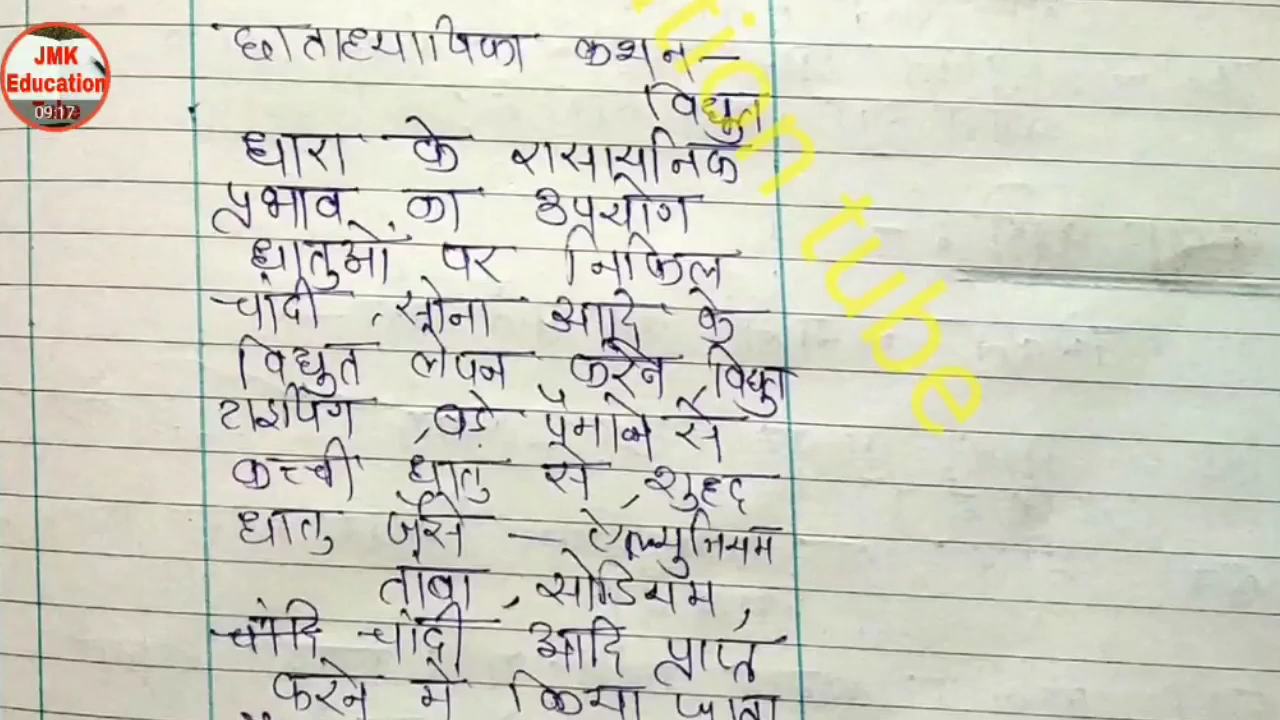 JMK
Education
Tube
09:17
tion tube
छाताध्यापिका कथन –
विद्युत
धारा के रासायनिक
प्रभाव का उपयोग
धातुओं पर निकिल
चांदी , सोना आदि के
विद्युत लेपन करने , विद्युत
टाइपिंग , बड़े पैमाने से
कच्ची धातु से , शुद्ध
धातु जैसे – ऐल्युमिनियम
तांबा , सोडियम ,
चांदि चांदी आदि प्राप्त
करने में किया जाता